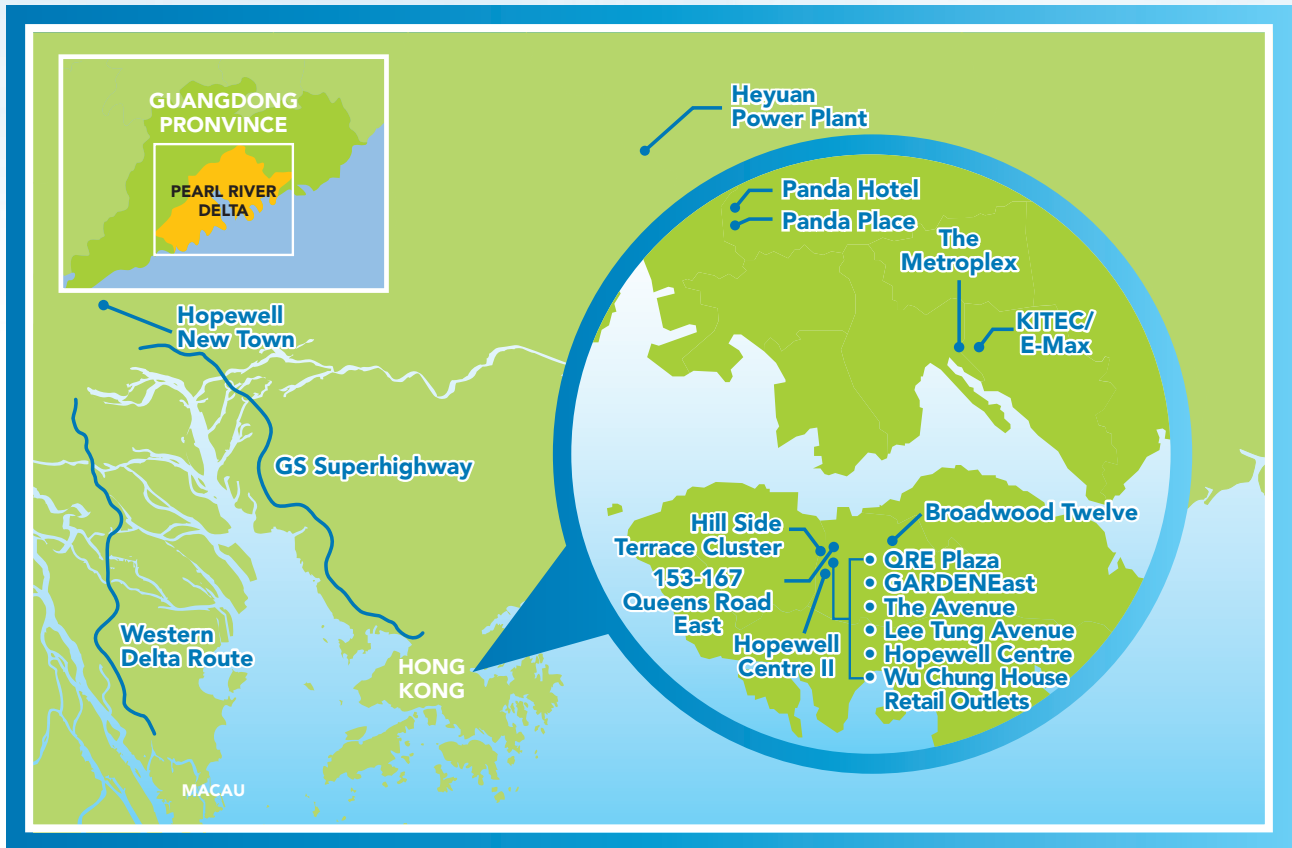 GUANGDONG
PRONVINCE
PEARL RIVER
DELTA
Heyuan
Power Plant
Panda Hotel
Panda Place
The
Metroplex
KITEC/
E-Max
Hopewell
New Town
GS Superhighway
Western
Delta Route
HONG
KONG
MACAU
Hill Side
Terrace Cluster
153-167
Queens Road
East
Hopewell
Centre II
Broadwood Twelve
• QRE Plaza
• GARDENEast
• The Avenue
• Lee Tung Avenue
• Hopewell Centre
• Wu Chung House
Retail Outlets